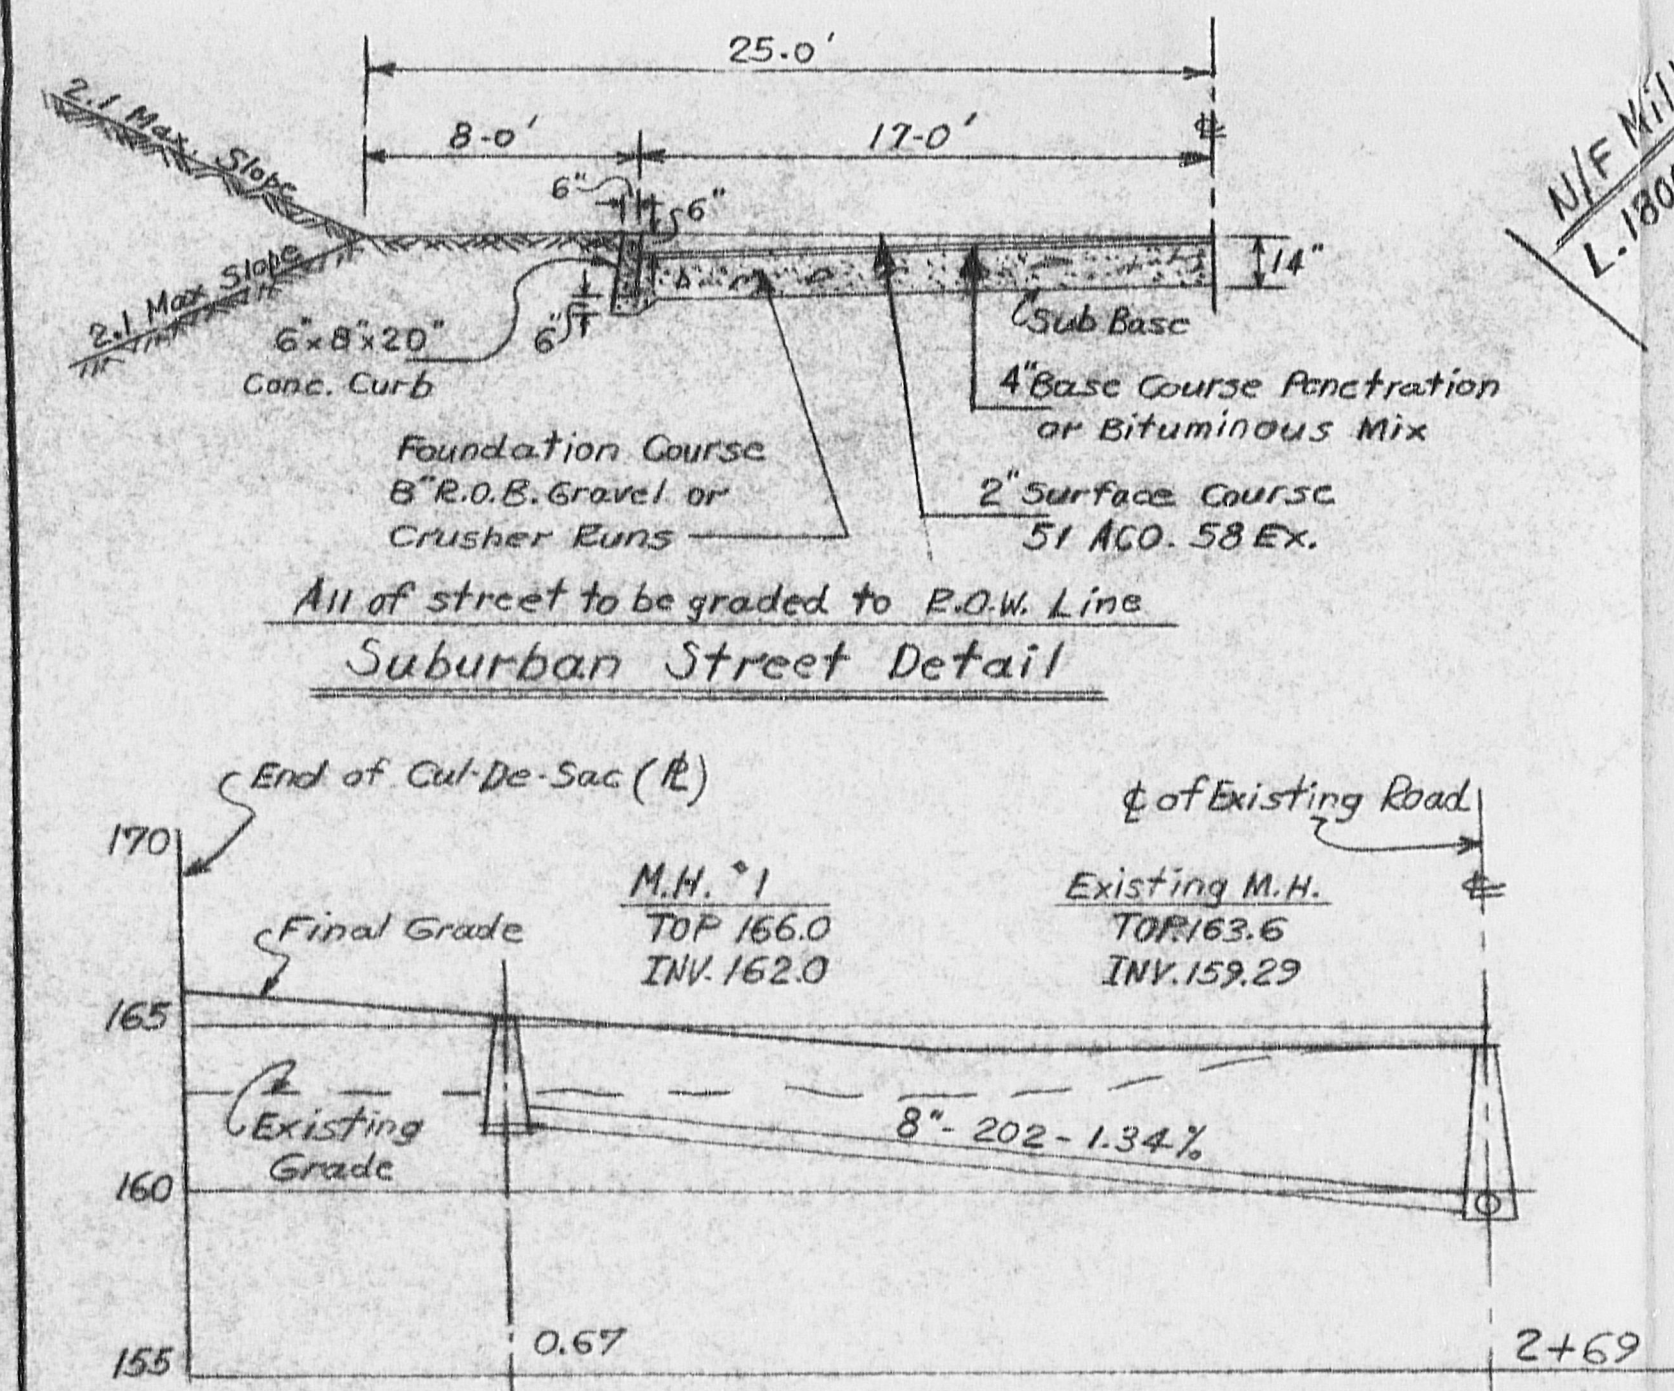 25-0'
8-0'
17-0'
℄
2.1 Max. Slope
6"
6"
2.1 Max Slope
14"
6"
6"x8"x20"
Conc. Curb
Sub Base
4" Base Course Penetration
or Bituminous Mix
Foundation Course
8" R.O.B. Gravel or
Crusher Runs
2" Surface Course
51 ACO. 58 Ex.
All of street to be graded to R.O.W. Line
Suburban Street Detail
N/F
L.180
End of Cul-De-Sac (PL)
℄ of Existing Road
170
℄
M.H. #1
TOP 166.0
INV. 162.0
Existing M.H.
TOP.163.6
INV. 159.29
Final Grade
165
Existing
Grade
8"- 202 - 1.34%
160
0.67
2+69
155